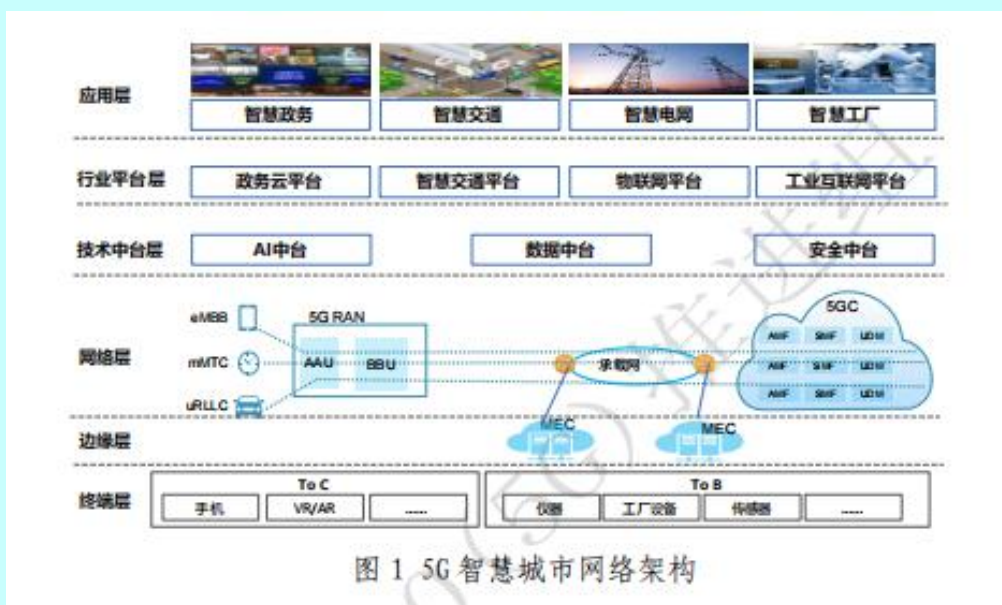 应用层
智慧政务 智慧交通 智慧电网 智慧工厂
行业平台层 政务云平台 智慧交通平台 物联网平台 工业互联网平台
技术中台层 AI中台 数据中台 安全中台
5GC
eMBB 5G RAN
AMF SMF UDM
网络层 mMTC AAU BBU 承载网 AMF SMF UDM
AMF SMF UDM
uRLLC
MEC MEC
边缘层
To C To B
终端层 手机 VR/AR ...... 仪器 工厂设备 传感器 ......
图 1 5G 智慧城市网络架构
(5G)推进组